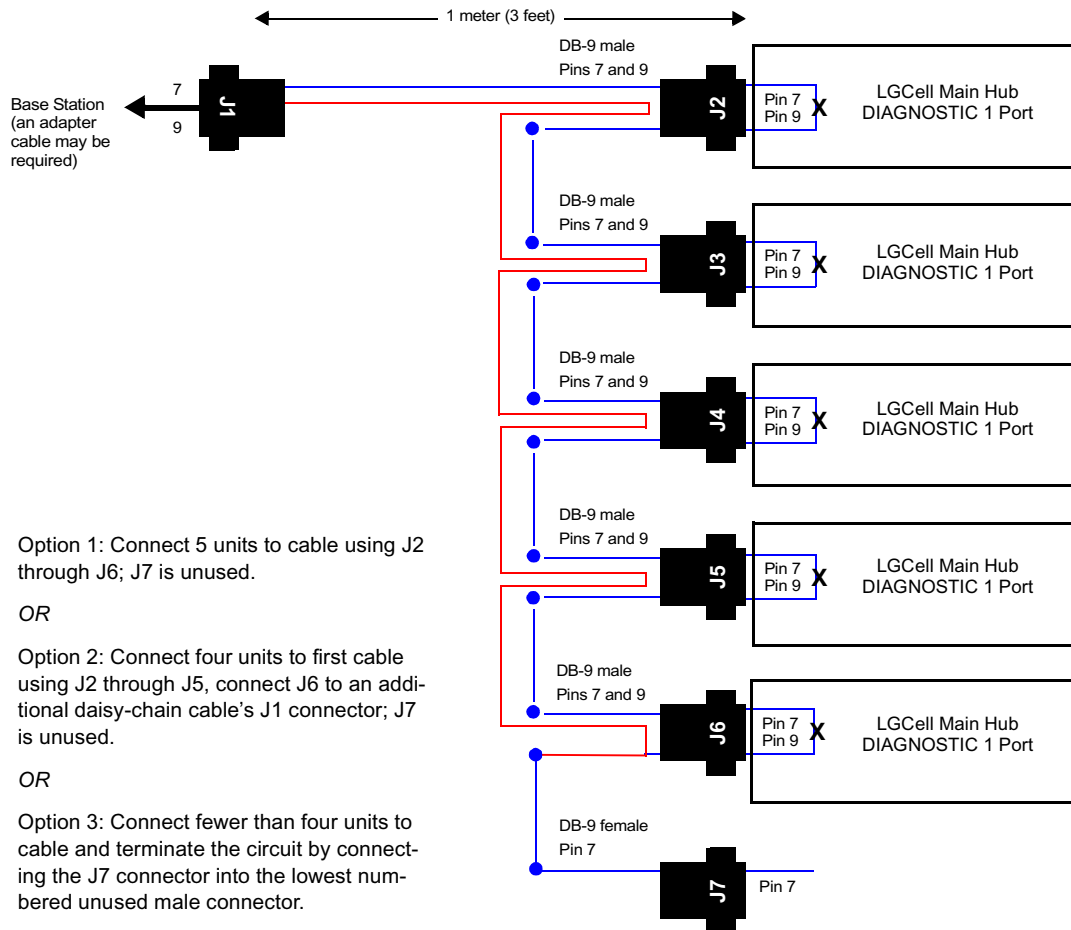 1 meter (3 feet)
DB-9 male
Pins 7 and 9
7
9
J1
Base Station
(an adapter
cable may be
required)
J2
Pin 7
Pin 9
X
LGCell Main Hub
DIAGNOSTIC 1 Port
DB-9 male
Pins 7 and 9
J3
Pin 7
Pin 9
X
LGCell Main Hub
DIAGNOSTIC 1 Port
DB-9 male
Pins 7 and 9
J4
Pin 7
Pin 9
X
LGCell Main Hub
DIAGNOSTIC 1 Port
DB-9 male
Pins 7 and 9
J5
Pin 7
Pin 9
X
LGCell Main Hub
DIAGNOSTIC 1 Port
DB-9 male
Pins 7 and 9
J6
Pin 7
Pin 9
X
LGCell Main Hub
DIAGNOSTIC 1 Port
DB-9 female
Pin 7
J7
Pin 7
Option 1: Connect 5 units to cable using J2
through J6; J7 is unused.
OR
Option 2: Connect four units to first cable
using J2 through J5, connect J6 to an addi-
tional daisy-chain cable's J1 connector; J7
is unused.
OR
Option 3: Connect fewer than four units to
cable and terminate the circuit by connect-
ing the J7 connector into the lowest num-
bered unused male connector.